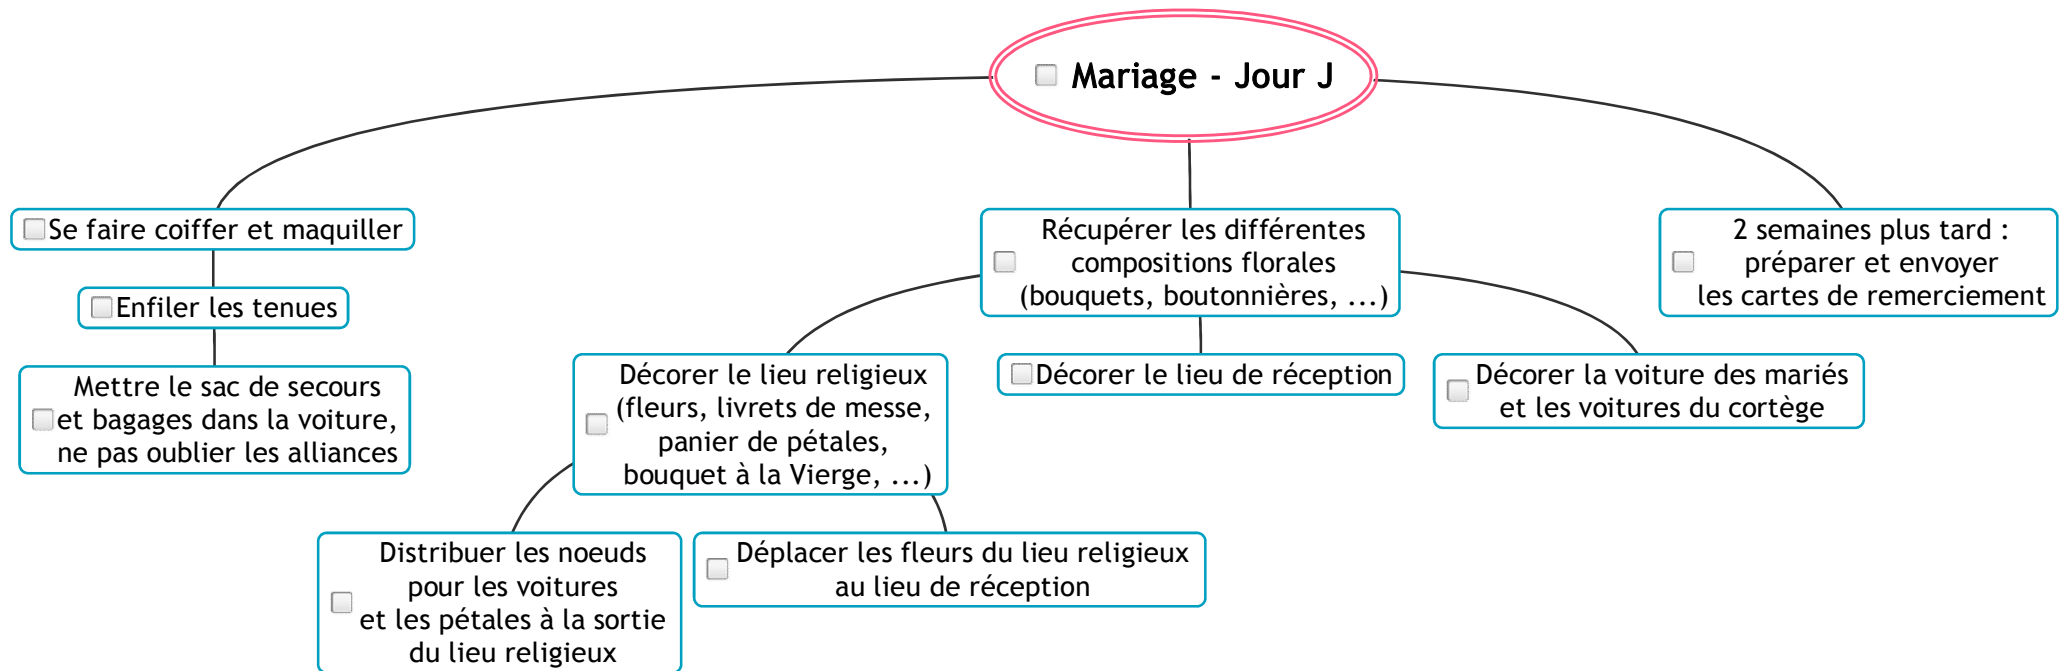 Mariage - Jour J
Se faire coiffer et maquiller
Enfiler les tenues
Mettre le sac de secours
et bagages dans la voiture,
ne pas oublier les alliances
Récupérer les différentes
compositions florales
(bouquets, boutonnières, ...)
Décorer le lieu religieux
(fleurs, livrets de messe,
panier de pétales,
bouquet à la Vierge, ...)
Distribuer les noeuds
pour les voitures
et les pétales à la sortie
du lieu religieux
Déplacer les fleurs du lieu religieux
au lieu de réception
Décorer le lieu de réception
Décorer la voiture des mariés
et les voitures du cortège
2 semaines plus tard :
préparer et envoyer
les cartes de remerciement